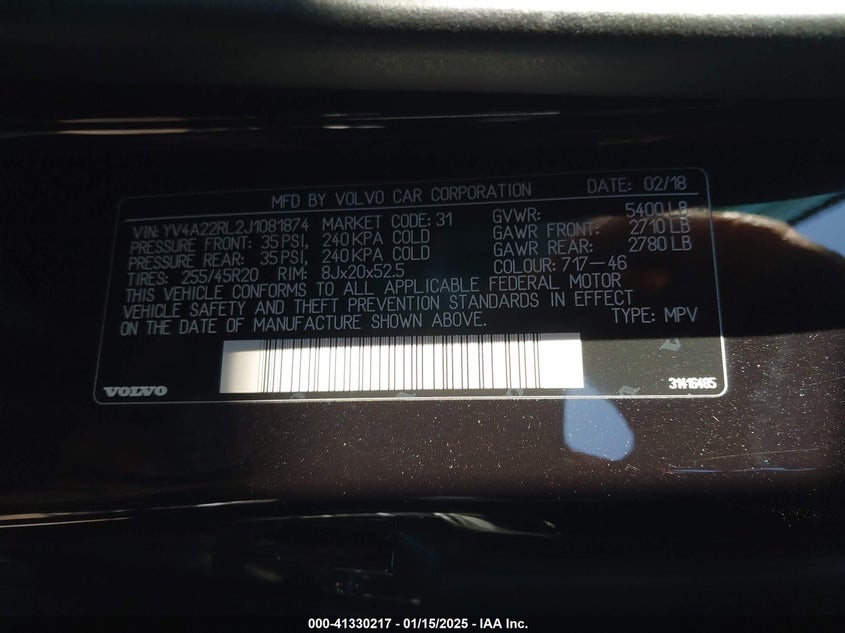 MFD BY VOLVO CAR CORPORATION DATE: 02/18
VIN: YV4A22RL2J1081874 MARKET CODE: 31 GVWR: 5400 LB
PRESSURE FRONT: 35 PSI, 240 KPA COLD GAWR FRONT: 2710 LB
PRESSURE REAR: 35 PSI, 240 KPA COLD GAWR REAR: 2780 LB
TIRES: 255/45R20 RIM: 8Jx20x52.5 COLOUR: 717-46
THIS VEHICLE CONFORMS TO ALL APPLICABLE FEDERAL MOTOR
VEHICLE SAFETY AND THEFT PREVENTION STANDARDS IN EFFECT
ON THE DATE OF MANUFACTURE SHOWN ABOVE. TYPE: MPV
VOLVO 31416485
000-41330217 - 01/15/2025 - IAA Inc.